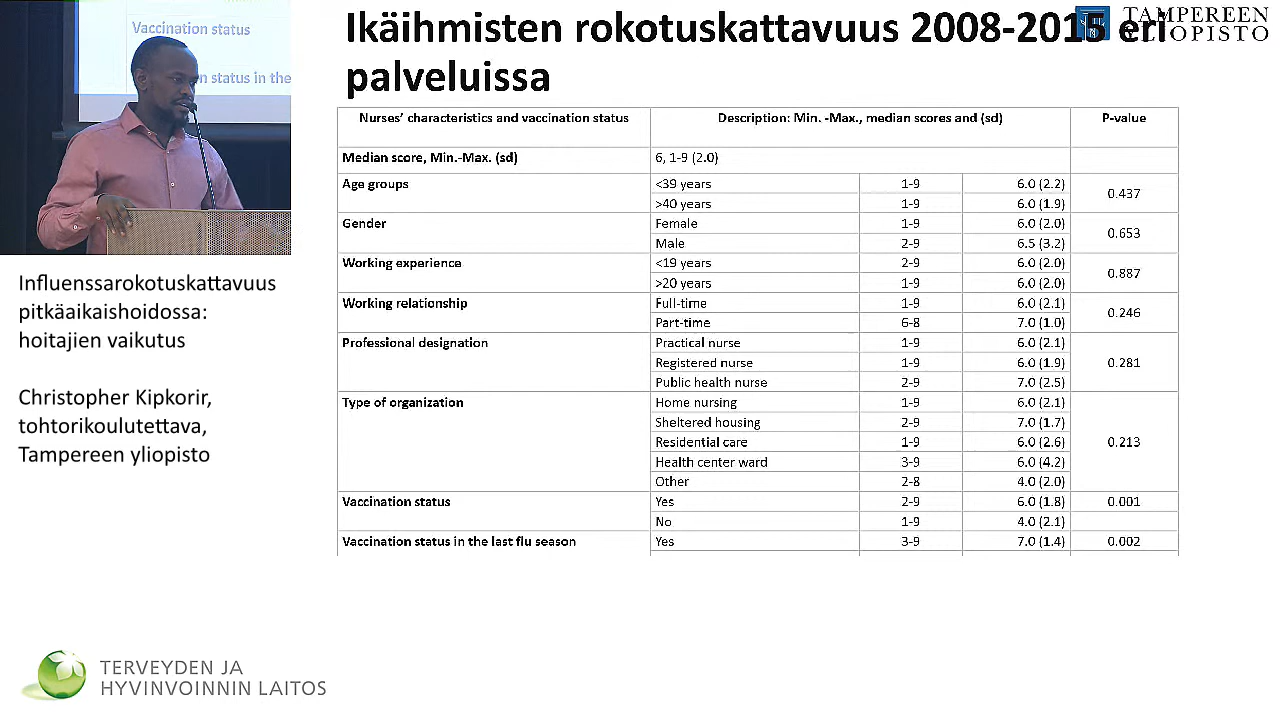 Vaccination status
n status in the
Ikäihmisten rokotuskattavuus 2008-2015 eri
palveluissa
TAMPEREEN
YLIOPISTO
Nurses' characteristics and vaccination status Description: Min. -Max., median scores and (sd) P-value
Median score, Min.-Max. (sd) 6, 1-9 (2.0)
Age groups <39 years 1-9 6.0 (2.2) 0.437
>40 years 1-9 6.0 (1.9)
Gender Female 1-9 6.0 (2.0) 0.653
Male 2-9 6.5 (3.2)
Working experience <19 years 2-9 6.0 (2.0) 0.887
>20 years 1-9 6.0 (2.0)
Working relationship Full-time 1-9 6.0 (2.1) 0.246
Part-time 6-8 7.0 (1.0)
Professional designation Practical nurse 1-9 6.0 (2.1)
Registered nurse 1-9 6.0 (1.9) 0.281
Public health nurse 2-9 7.0 (2.5)
Type of organization Home nursing 1-9 6.0 (2.1)
Sheltered housing 2-9 7.0 (1.7)
Residential care 1-9 6.0 (2.6) 0.213
Health center ward 3-9 6.0 (4.2)
Other 2-8 4.0 (2.0)
Vaccination status Yes 2-9 6.0 (1.8) 0.001
No 1-9 4.0 (2.1)
Vaccination status in the last flu season Yes 3-9 7.0 (1.4) 0.002
Influenssarokotuskattavuus
pitkäaikaishoidossa:
hoitajien vaikutus
Christopher Kipkorir,
tohtorikoulutettava,
Tampereen yliopisto
TERVEYDEN JA
HYVINVOINNIN LAITOS